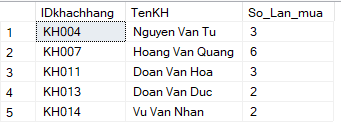 IDkhachhang TenKH So_Lan_mua
1 KH004 Nguyen Van Tu 3
2 KH007 Hoang Van Quang 6
3 KH011 Doan Van Hoa 3
4 KH013 Doan Van Duc 2
5 KH014 Vu Van Nhan 2